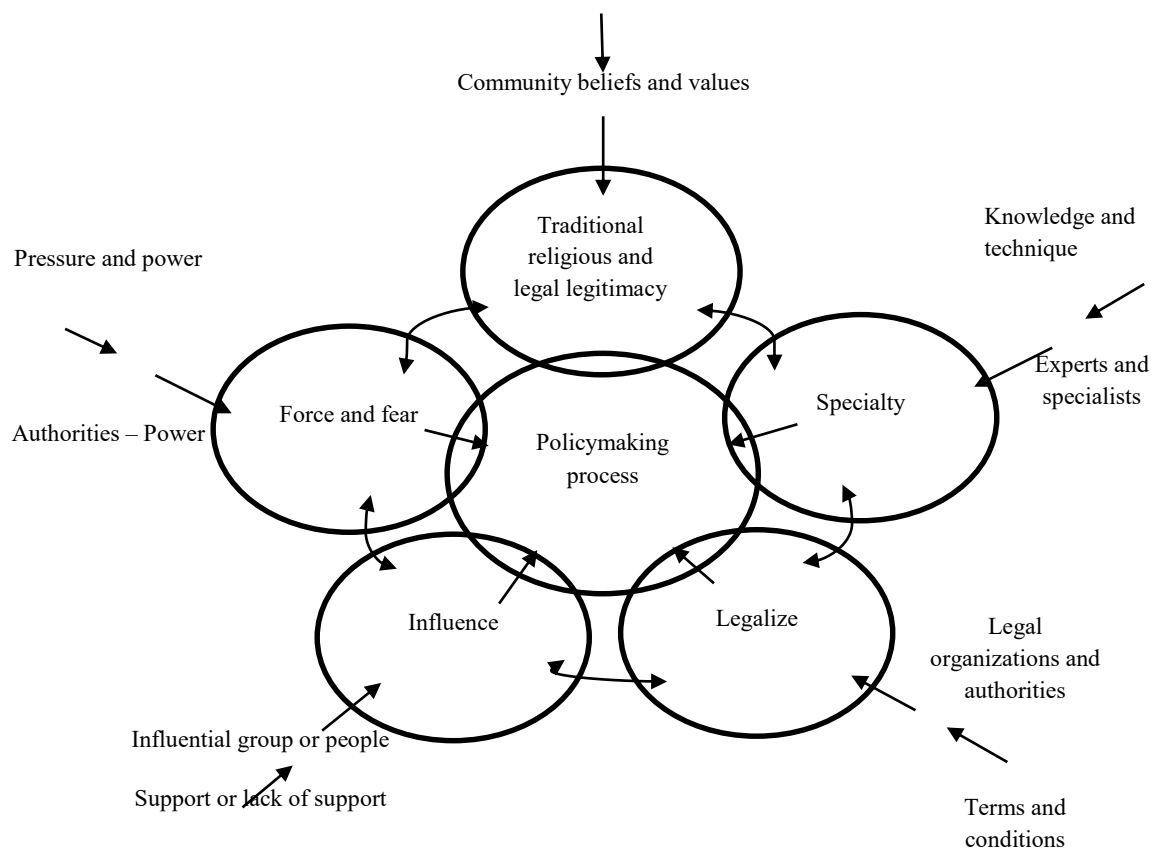 Community beliefs and values
Traditional
religious and
legal legitimacy
Knowledge and
technique
Pressure and power
Experts and
specialists
Specialty
Force and fear
Authorities – Power
Policymaking
process
Influence
Legalize
Legal
organizations and
authorities
Influential group or people
Support or lack of support
Terms and
conditions